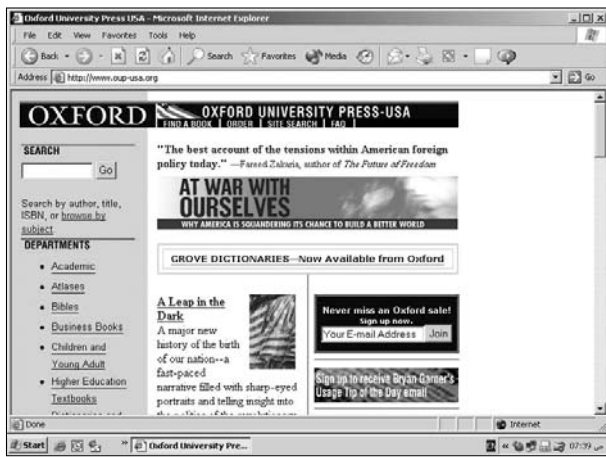 Oxford University Press USA - Microsoft Internet Explorer
File Edit View Favorites Tools Help
Back Search Favorites Media
Address http://www.oup-usa.org Go
OXFORD
OXFORD UNIVERSITY PRESS-USA
FIND A BOOK | ORDER | SITE SEARCH | FAQ |
SEARCH
Go
Search by author, title,
ISBN, or browse by
subject.
DEPARTMENTS
• Academic
• Atlases
• Bibles
• Business Books
• Children and
Young Adult
• Higher Education
Textbooks
"The best account of the tensions within American foreign
policy today." —Fareed Zakaria, author of The Future of Freedom
AT WAR WITH
OURSELVES
WHY AMERICA IS SQUANDERING ITS CHANCE TO BUILD A BETTER WORLD
GROVE DICTIONARIES—Now Available from Oxford
A Leap in the
Dark
A major new
history of the birth
of our nation--a
fast-paced
narrative filled with sharp-eyed
portraits and telling insight into
Never miss an Oxford sale!
Sign up now.
Your E-mail Address Join
Sign up to receive Bryan Garner's
Usage Tip of the Day email
Done Internet
Start » Oxford University Pre... « 07:39